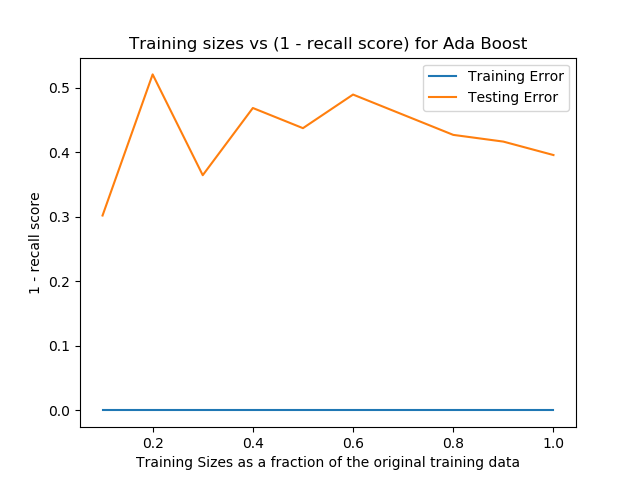 Training sizes vs (1 - recall score) for Ada Boost
Training Error
Testing Error
0.5
0.4
0.3
0.2
0.1
0.0
1 - recall score
0.2
0.4
0.6
0.8
1.0
Training Sizes as a fraction of the original training data